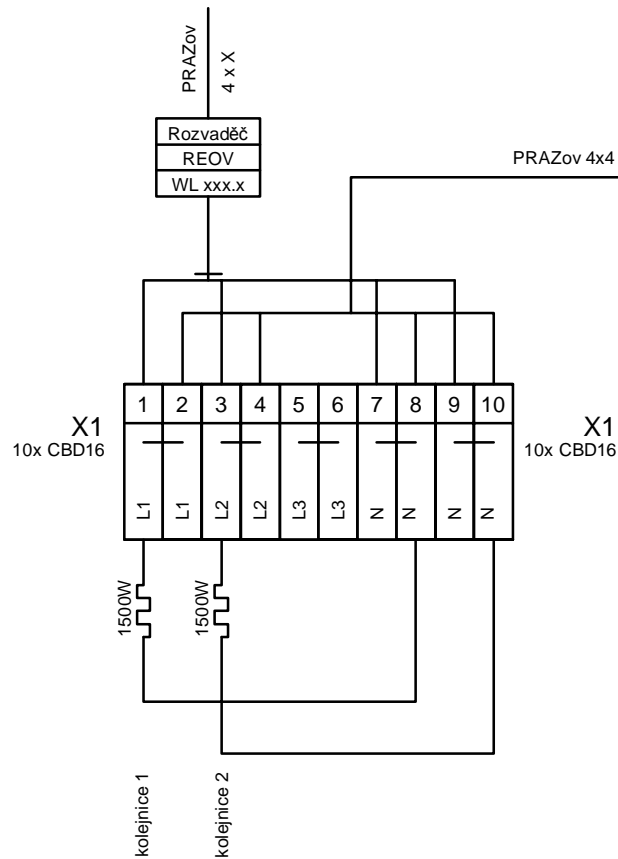 PRAZov
4 x X
Rozvaděč
REOV
WL xxx.x
PRAZov 4x4
1 2 3 4 5 6 7 8 9 10
X1
10x CBD16
X1
10x CBD16
L1 L1 L2 L2 L3 L3 N N N N
1500W
1500W
kolejnice 1
kolejnice 2